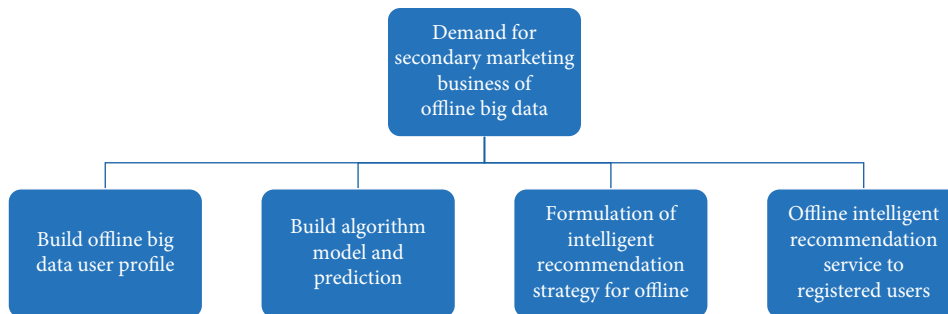 Demand for
secondary marketing
business of
offline big data
Build offline big
data user profile
Build algorithm
model and
prediction
Formulation of
intelligent
recommendation
strategy for offline
Offline intelligent
recommendation
service to
registered users